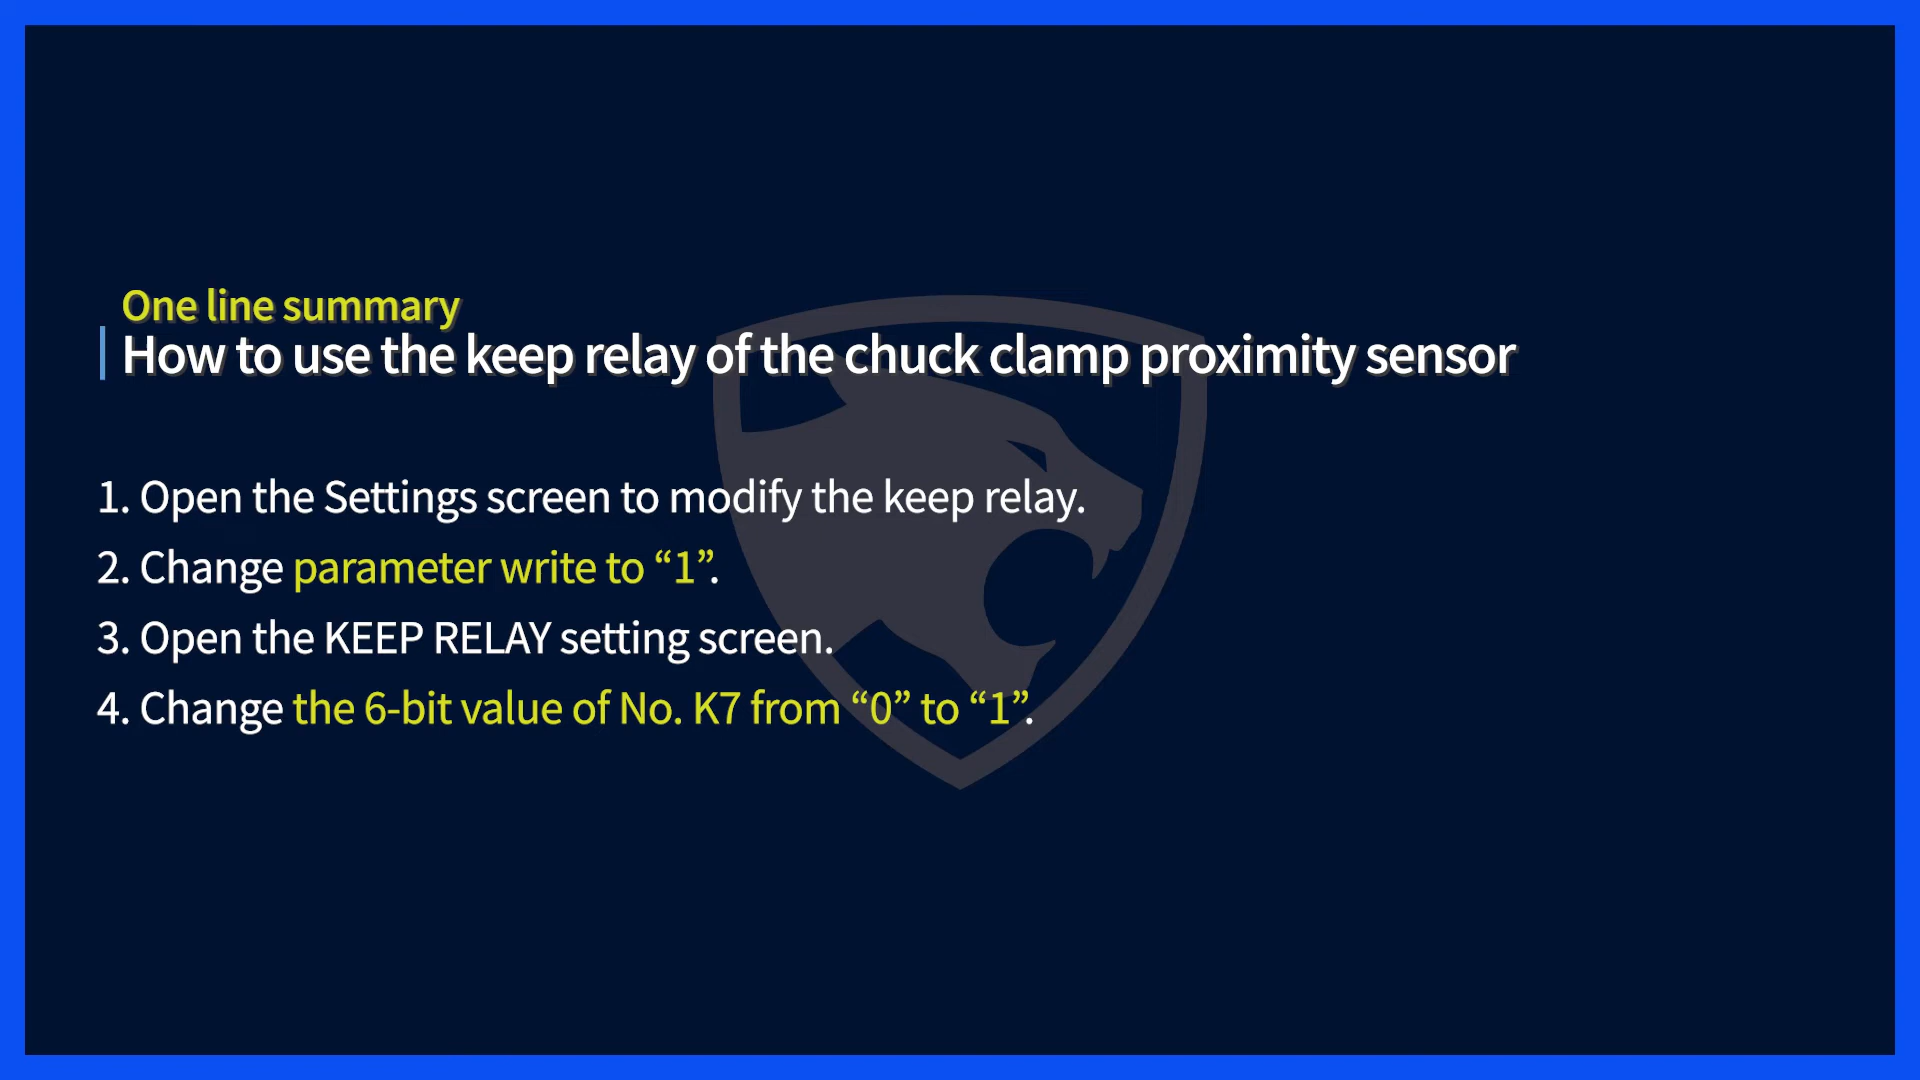 One line summary
How to use the keep relay of the chuck clamp proximity sensor
1. Open the Settings screen to modify the keep relay.
2. Change parameter write to “1”.
3. Open the KEEP RELAY setting screen.
4. Change the 6-bit value of No. K7 from “0” to “1”.